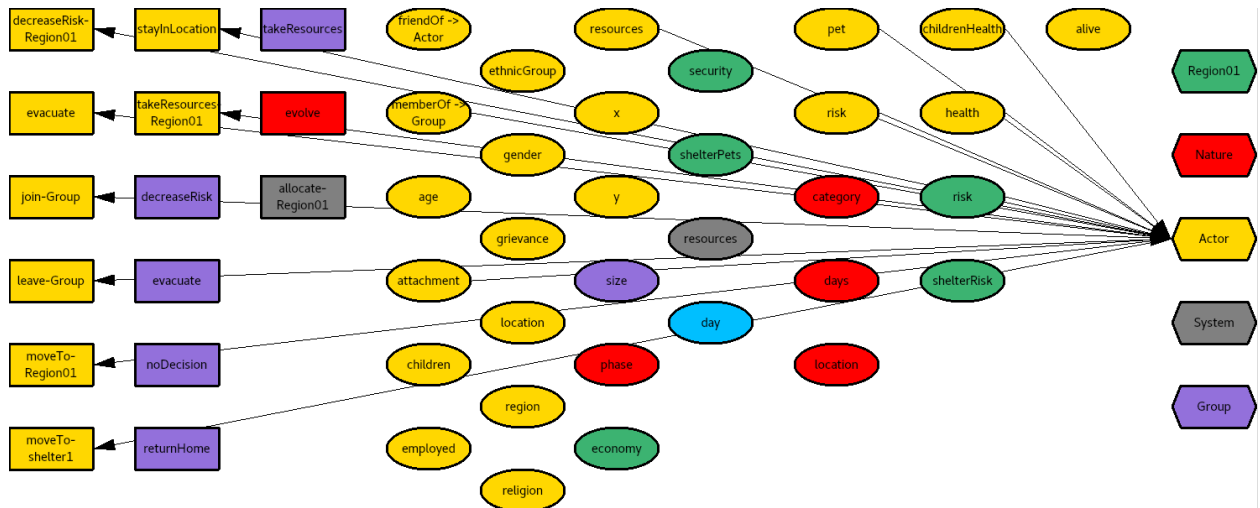 decreaseRisk-
Region01
stayInLocation
takeResources
friendOf ->
Actor
resources
pet
childrenHealth
alive
ethnicGroup
security
Region01
evacuate
takeResources-
Region01
evolve
memberOf ->
Group
x
risk
health
gender
shelterPets
Nature
join-Group
decreaseRisk
allocate-
Region01
age
y
category
risk
grievance
resources
Actor
leave-Group
evacuate
attachment
size
days
shelterRisk
location
day
System
moveTo-
Region01
noDecision
children
phase
location
region
Group
moveTo-
shelter1
returnHome
employed
economy
religion